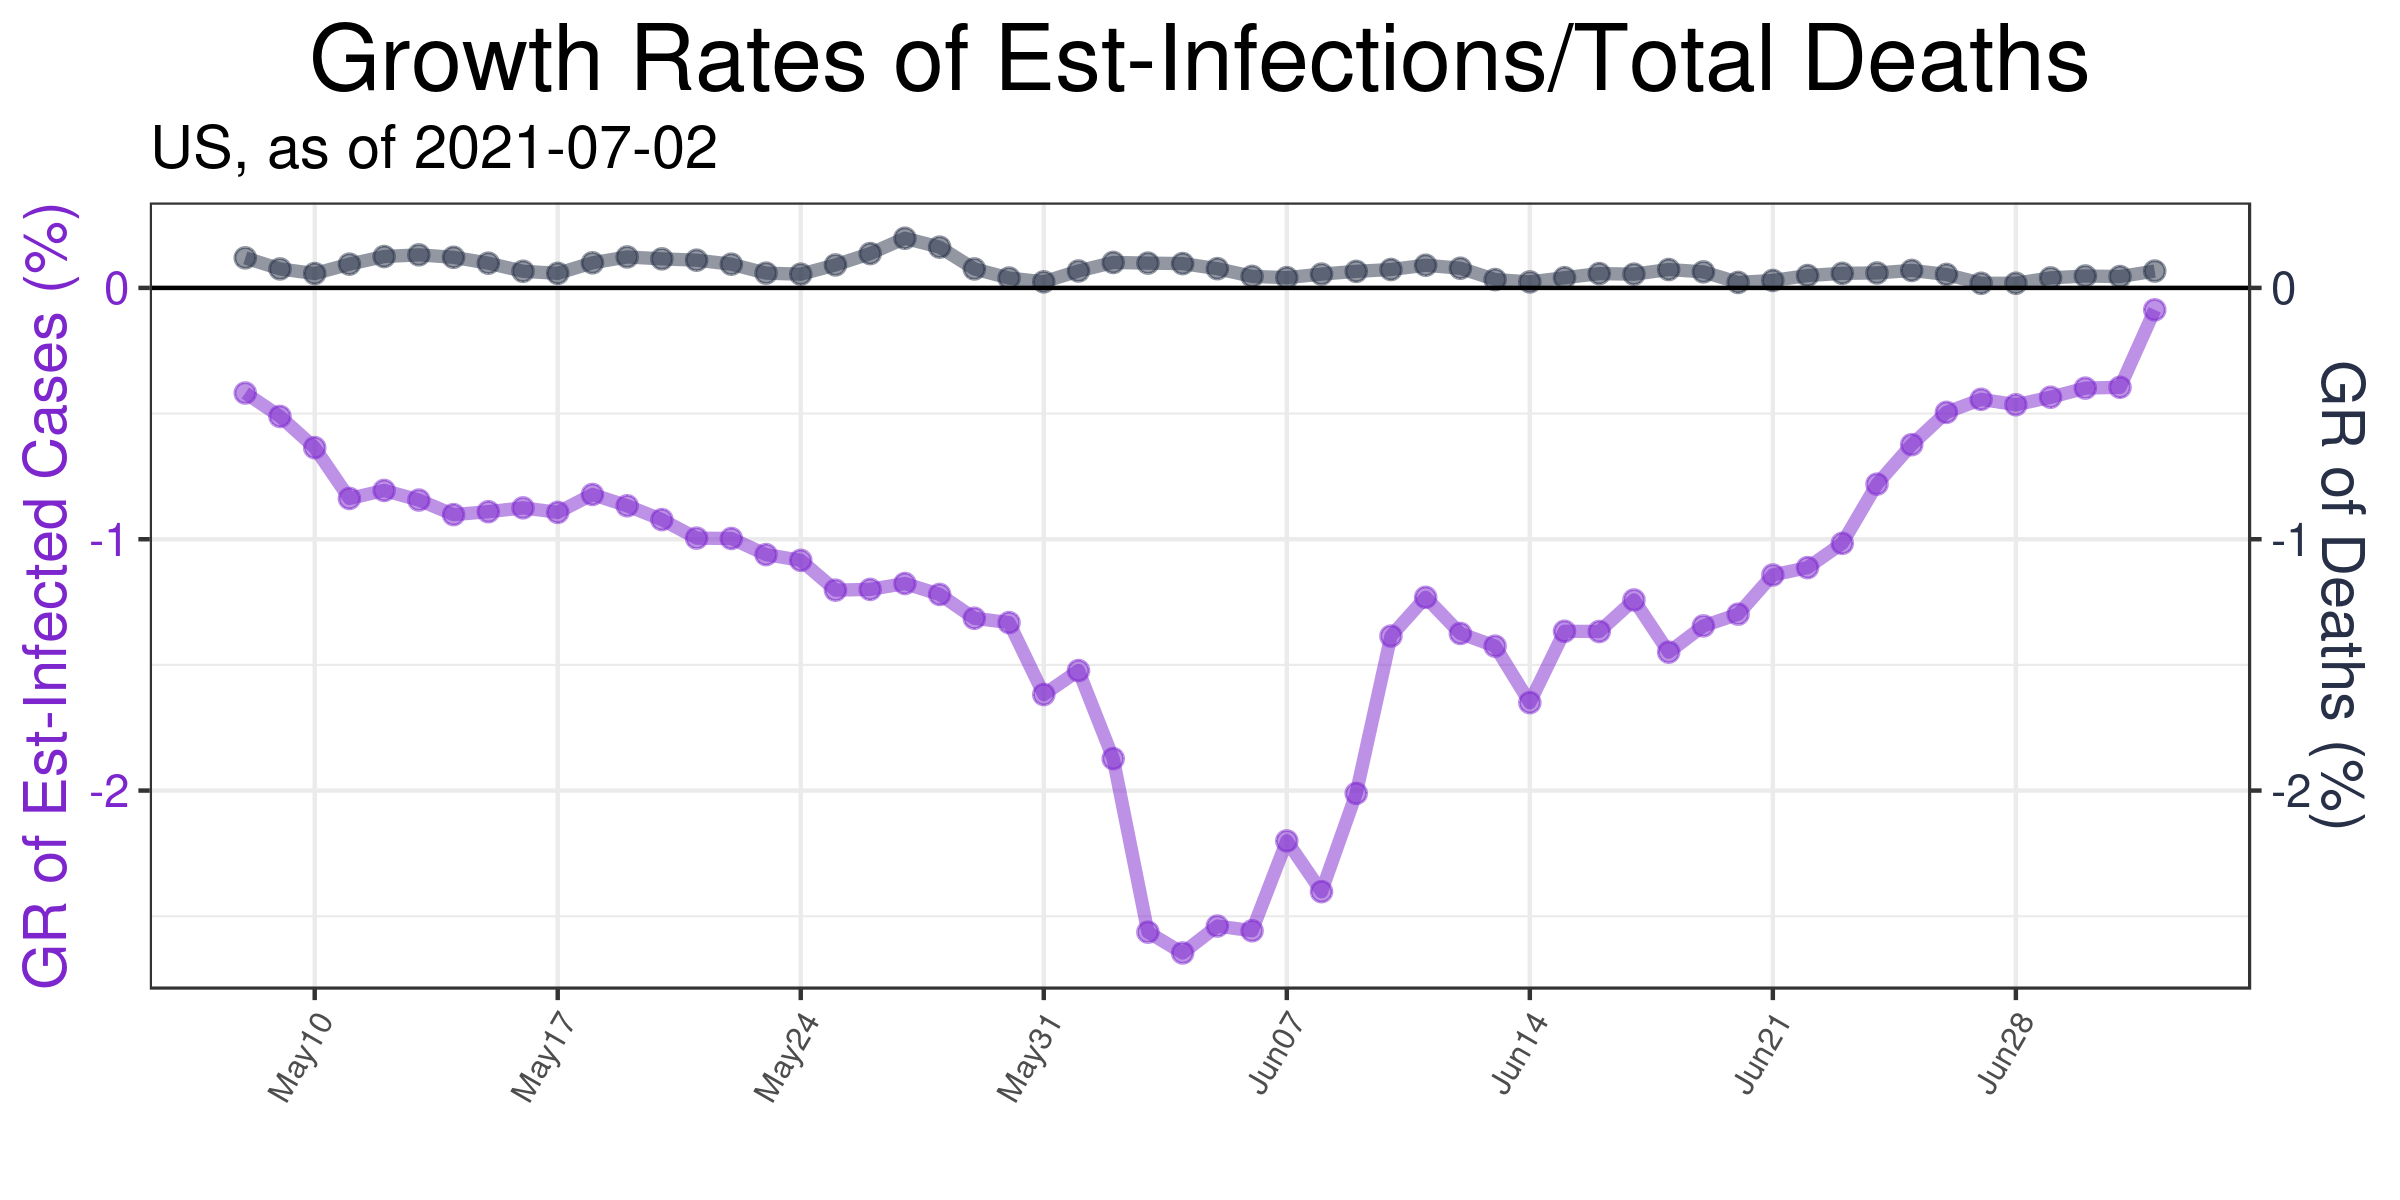 Growth Rates of Est-Infections/Total Deaths
US, as of 2021-07-02
GR of Est-Infected Cases (%)
0
-1
-2
0
-1
-2
GR of Deaths (%)
May10
May17
May24
May31
Jun07
Jun14
Jun21
Jun28